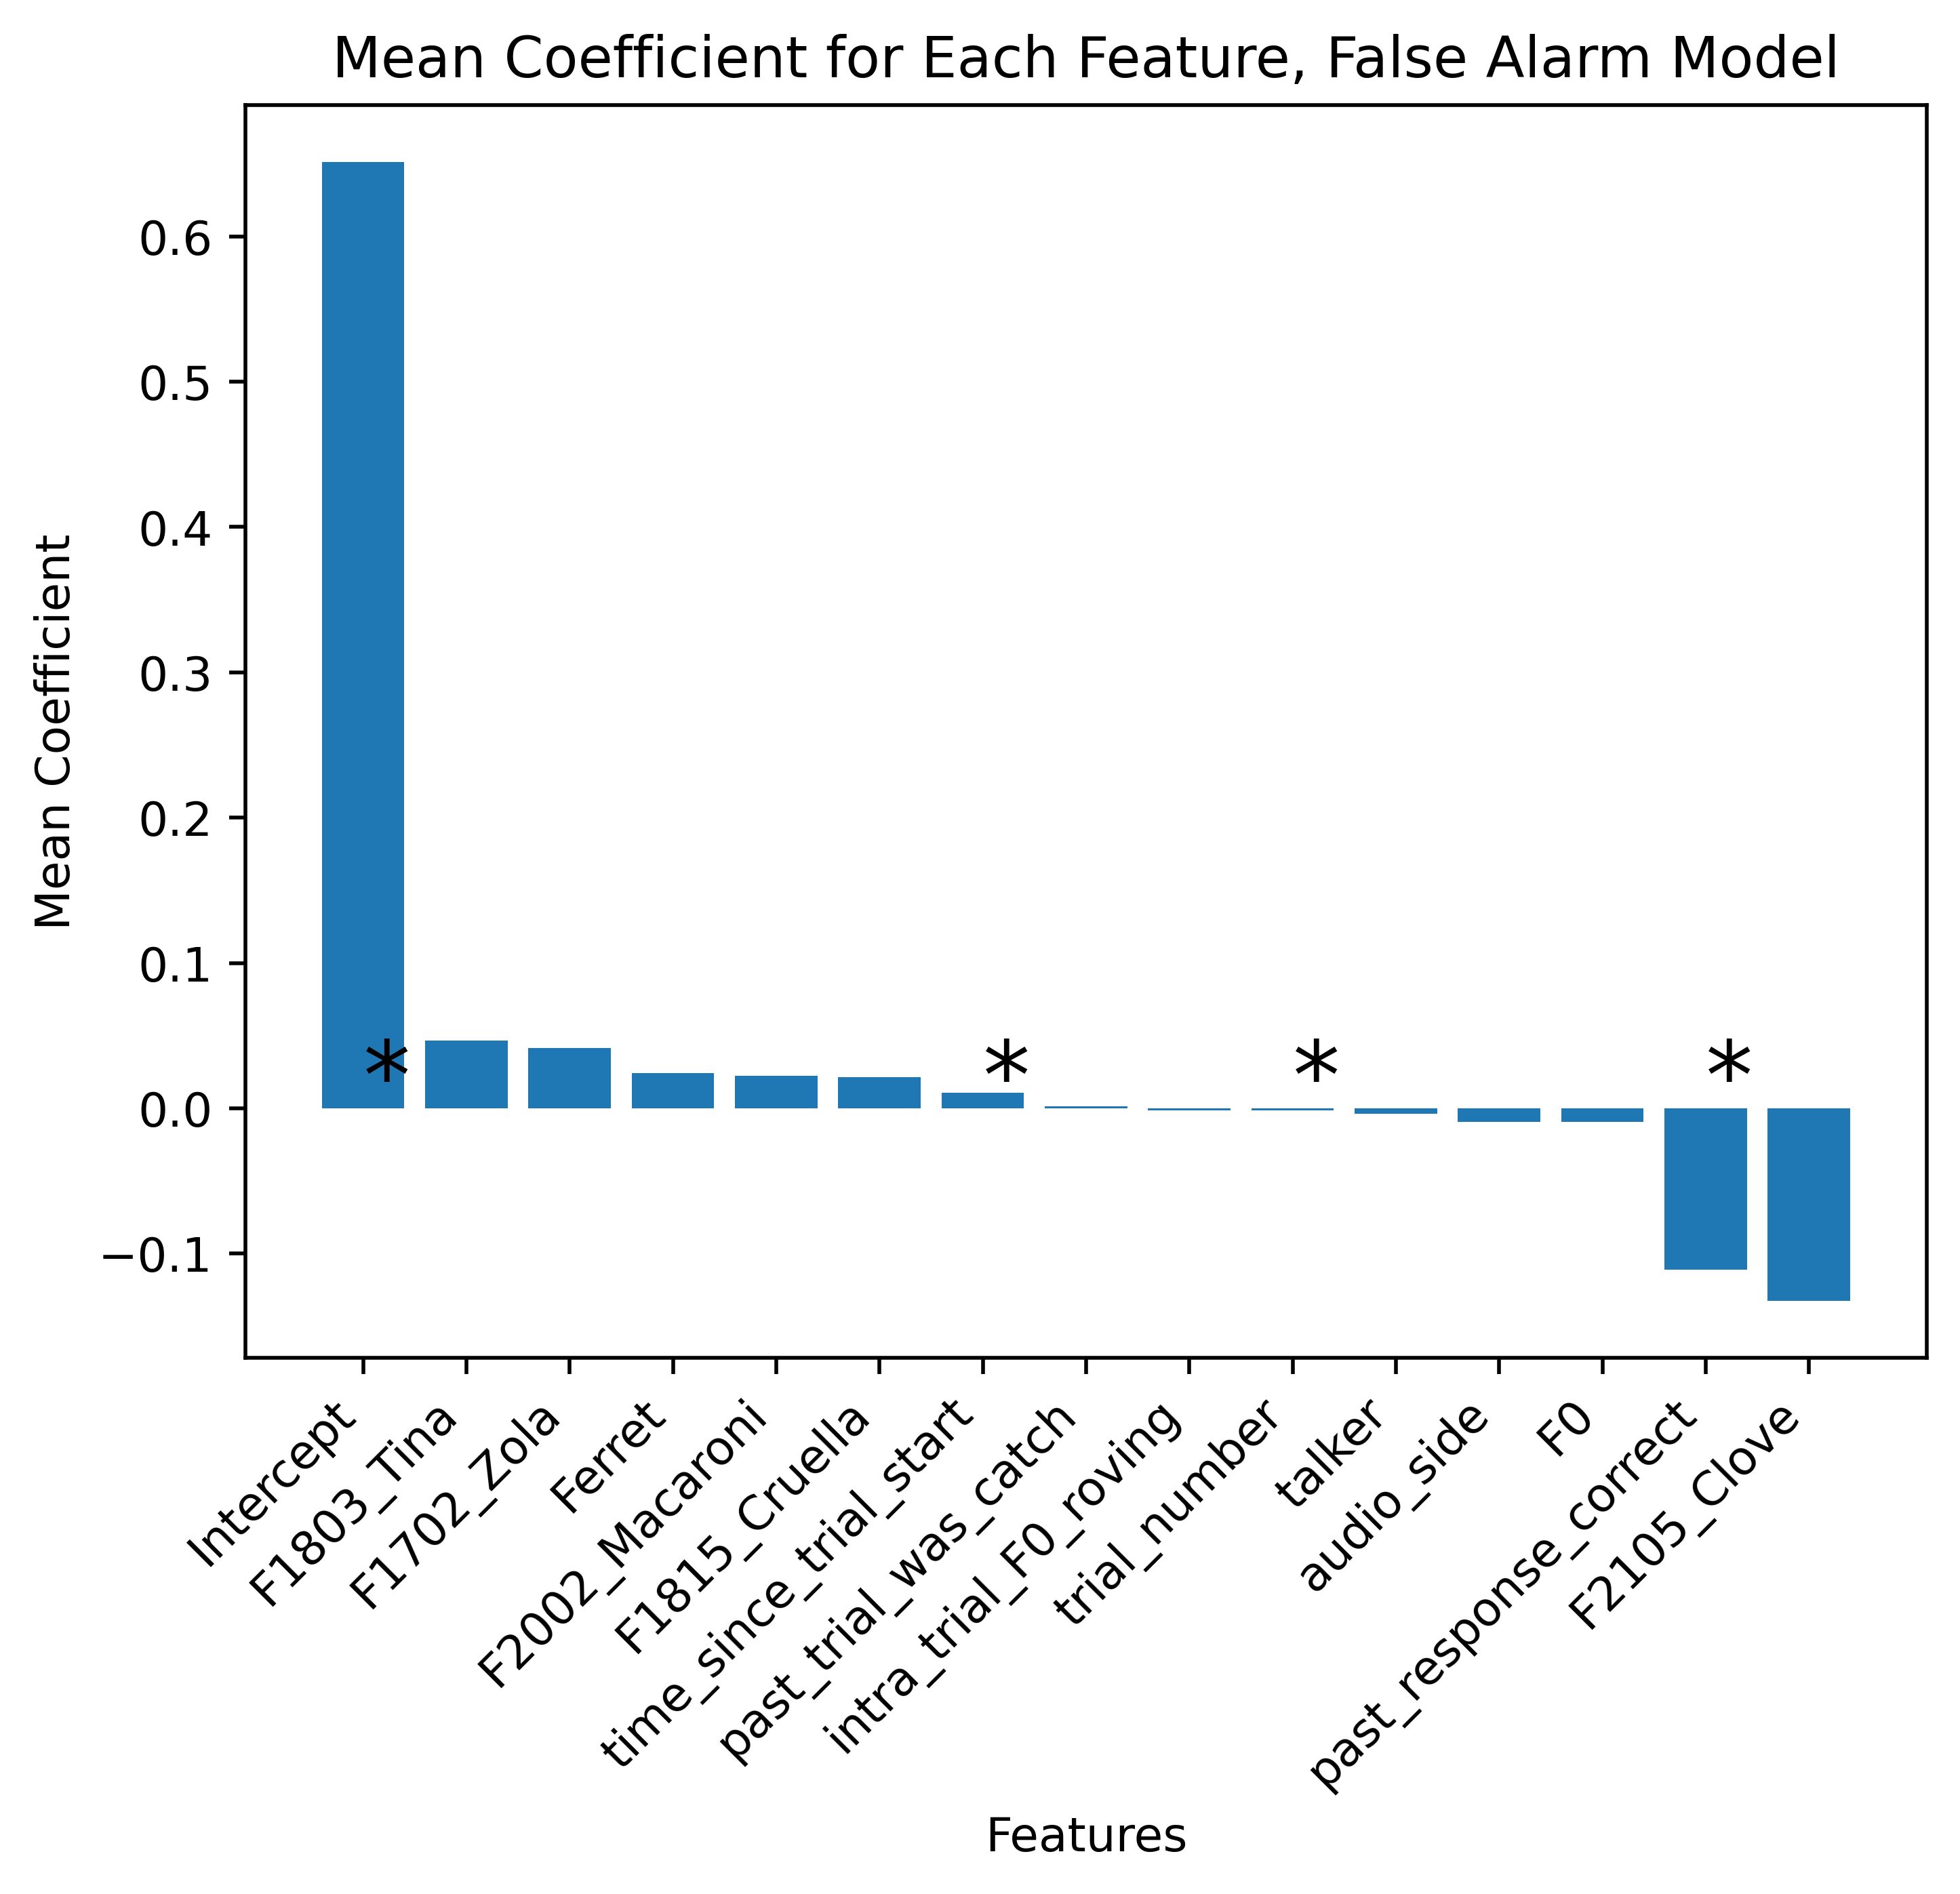 Mean Coefficient for Each Feature, False Alarm Model
Mean Coefficient
0.6
0.5
0.4
0.3
0.2
0.1
0.0
−0.1
* * * *
Intercept
F1803_Tina
F1702_Zola
Ferret
F2002_Macaroni
F1815_Cruella
time_since_trial_start
past_trial_was_catch
intra_trial_F0_roving
trial_number
talker
audio_side
F0
past_response_correct
F2105_Clove
Features